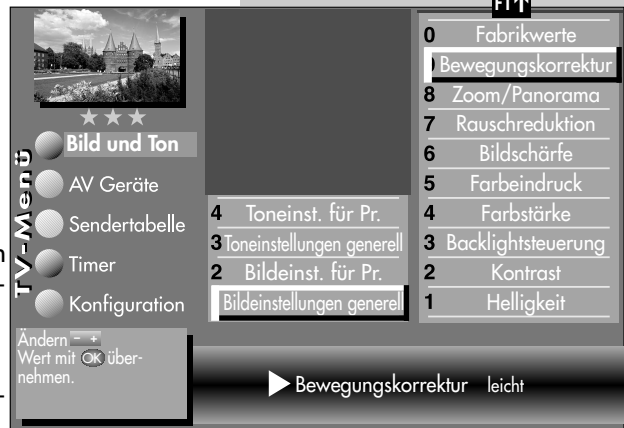 FIT
TV-Menü
Bild und Ton
AV Geräte
Sendertabelle
Timer
Konfiguration
Ändern - +
Wert mit OK über-
nehmen.
4 Toneinst. für Pr.
3 Toneinstellungen generell
2 Bildeinst. für Pr.
Bildeinstellungen generell
0 Fabrikwerte
Bewegungskorrektur
8 Zoom/Panorama
7 Rauschreduktion
6 Bildschärfe
5 Farbeindruck
4 Farbstärke
3 Backlightsteuerung
2 Kontrast
1 Helligkeit
Bewegungskorrektur leicht